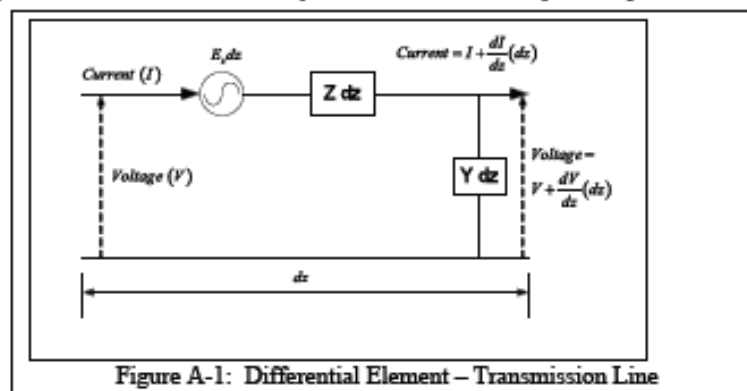 E_z dz
Current = I + dI/dz (dz)
Current (I)
Z dz
Voltage (V)
Y dz
Voltage =
V + dV/dz (dz)
dz
Figure A-1: Differential Element – Transmission Line